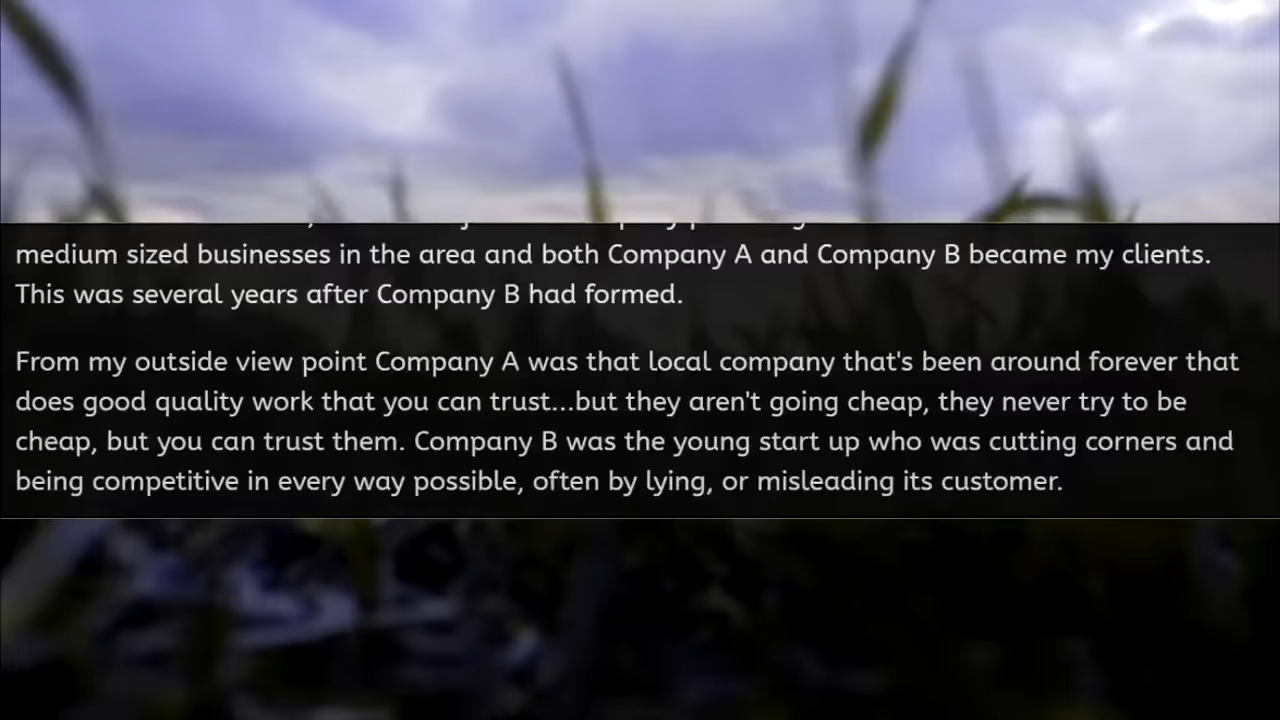 medium sized businesses in the area and both Company A and Company B became my clients.
This was several years after Company B had formed.
From my outside view point Company A was that local company that's been around forever that
does good quality work that you can trust...but they aren't going cheap, they never try to be
cheap, but you can trust them. Company B was the young start up who was cutting corners and
being competitive in every way possible, often by lying, or misleading its customer.